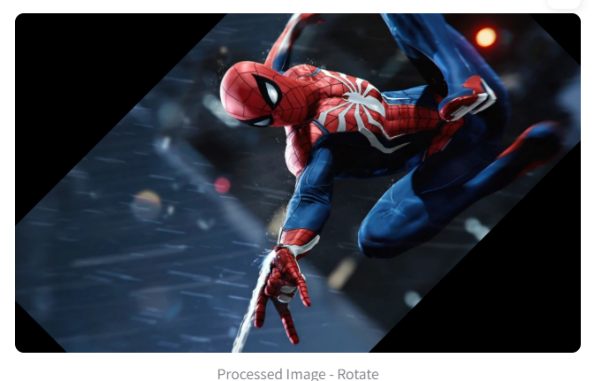 Processed Image - Rotate